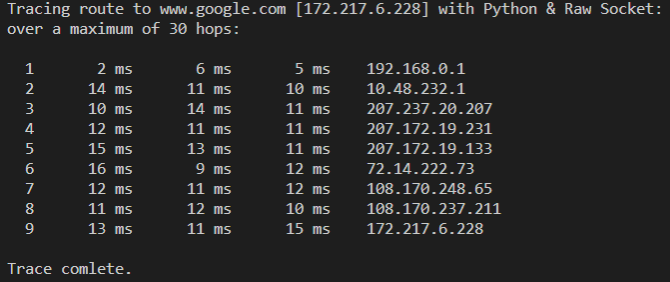 Tracing route to www.google.com [172.217.6.228] with Python & Raw Socket:
over a maximum of 30 hops:
1 2 ms 6 ms 5 ms 192.168.0.1
2 14 ms 11 ms 10 ms 10.48.232.1
3 10 ms 14 ms 11 ms 207.237.20.207
4 12 ms 11 ms 11 ms 207.172.19.231
5 15 ms 13 ms 11 ms 207.172.19.133
6 16 ms 9 ms 12 ms 72.14.222.73
7 12 ms 11 ms 12 ms 108.170.248.65
8 11 ms 12 ms 10 ms 108.170.237.211
9 13 ms 11 ms 15 ms 172.217.6.228
Trace comlete.